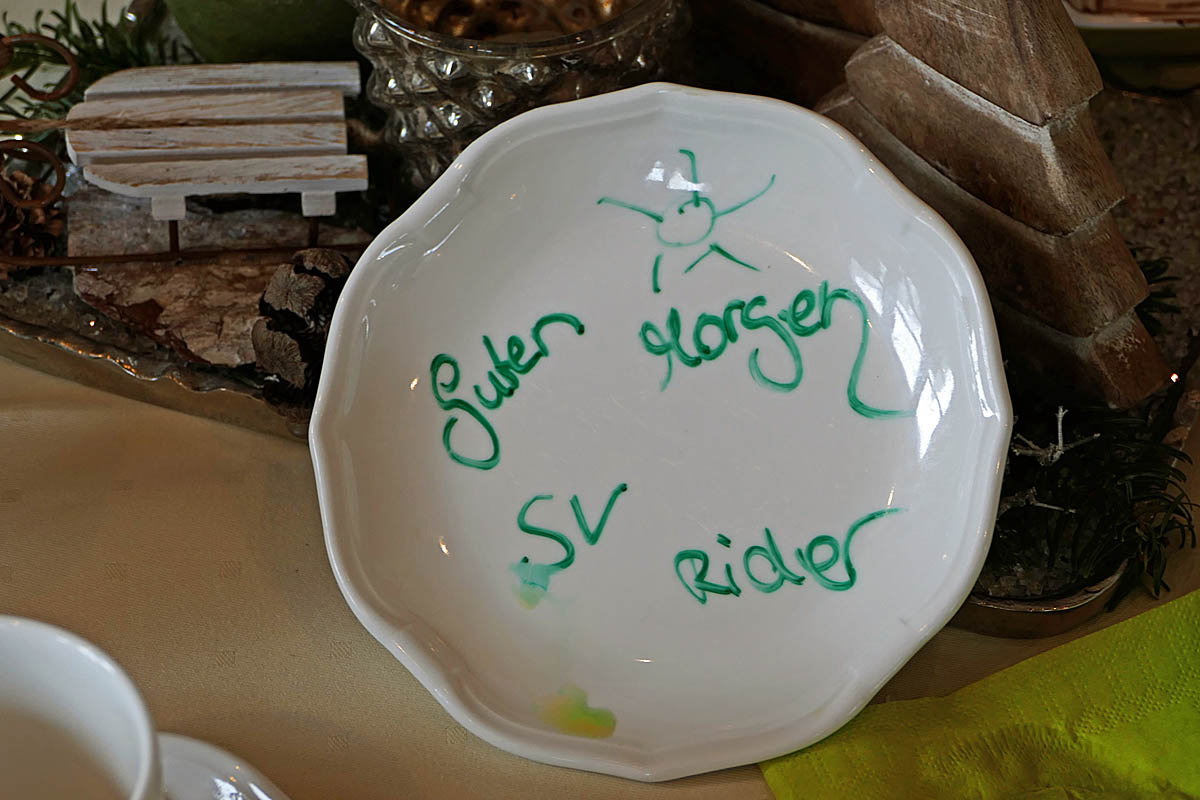 Guten Morgen
SV Rider